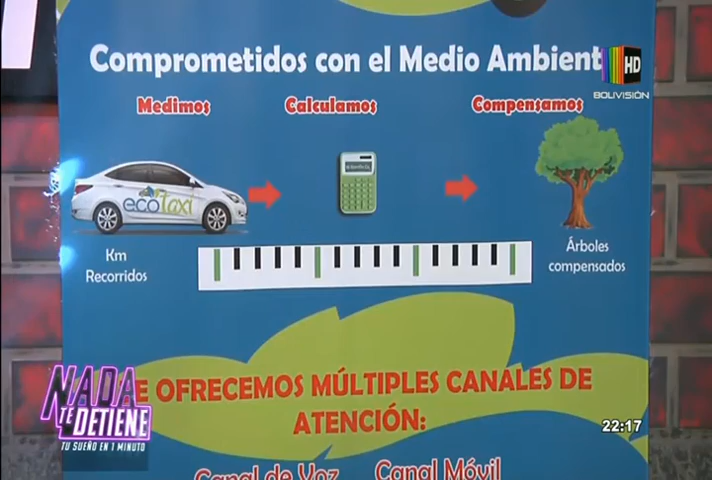 Comprometidos con el Medio Ambient
HD
BOLIVISIÓN
Medimos Calculamos Compensamos
ecoTaxi
Km
Recorridos
Árboles
compensados
E OFRECEMOS MÚLTIPLES CANALES DE
ATENCIÓN:
NADA
TE DETIENE
TU SUEÑO EN 1 MINUTO
22:17
Canal de Voz Canal Móvil